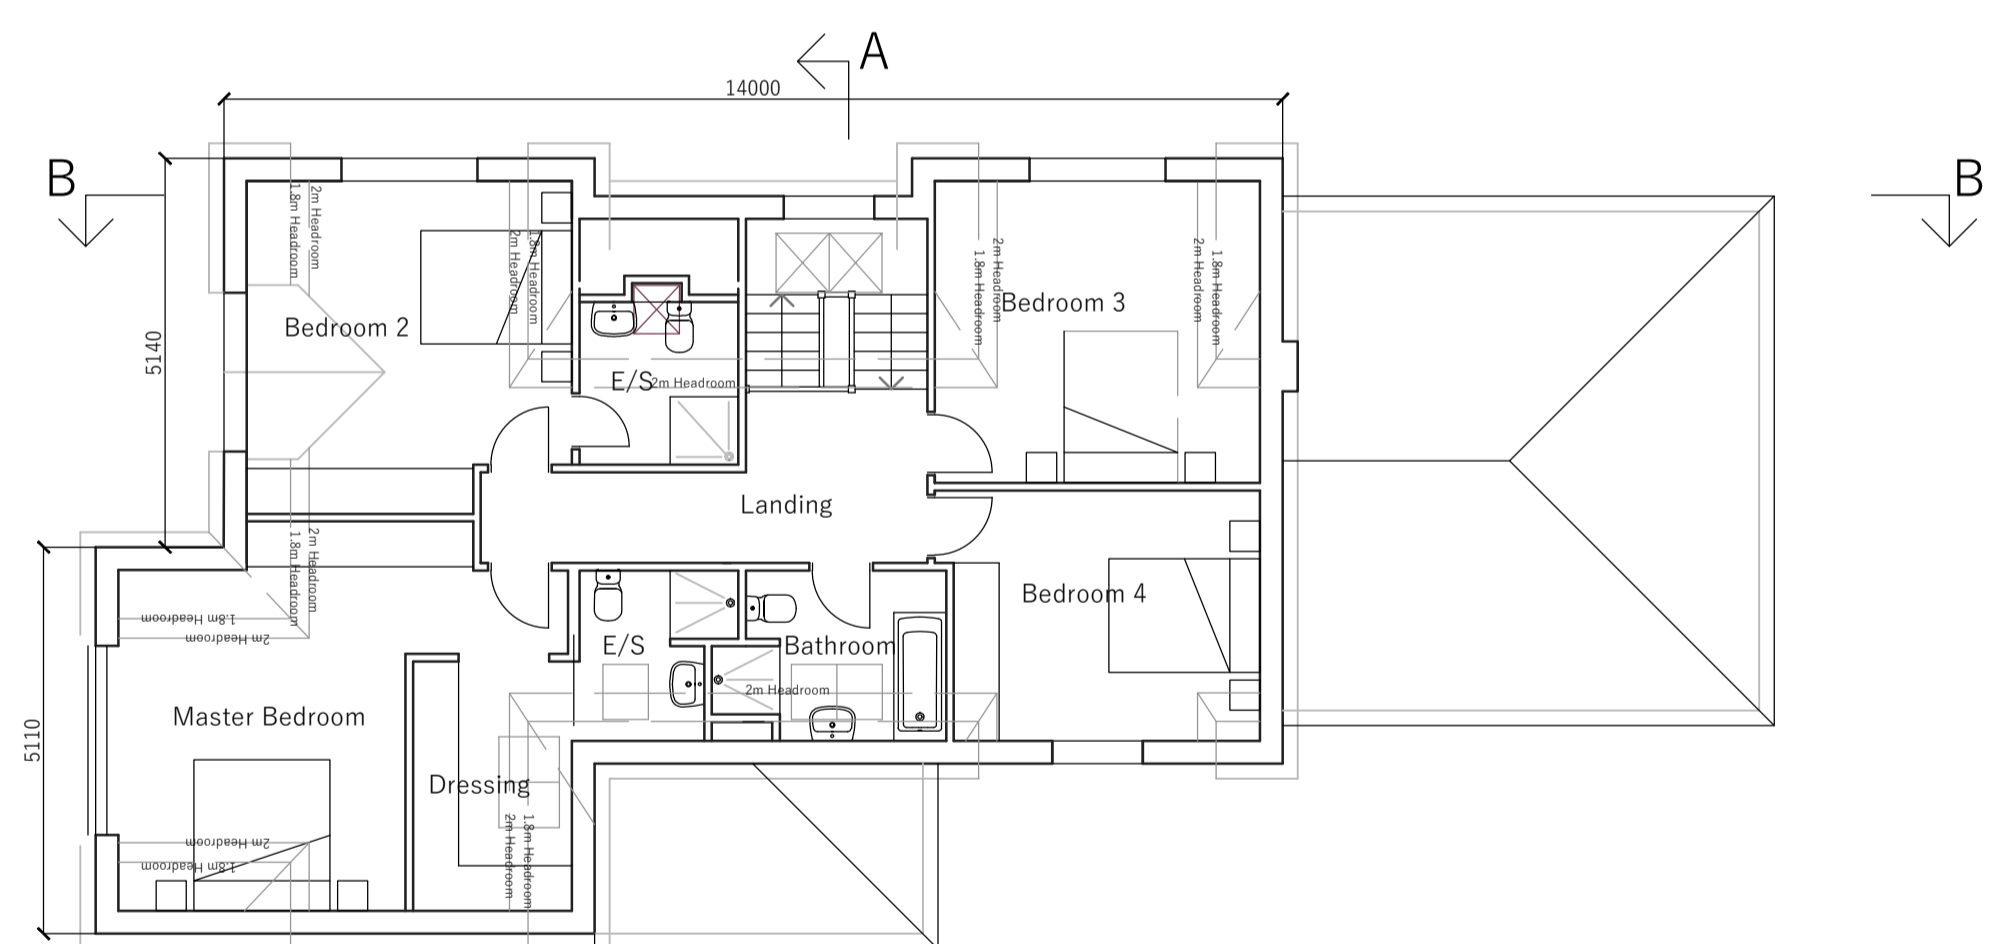 A
14000
B
B
1.8m Headroom
2m Headroom
2m Headroom
1.8m Headroom
2m Headroom
1.8m Headroom
2m Headroom
1.8m Headroom
Bedroom 3
Bedroom 2
5140
E/S
2m Headroom
Landing
1.8m Headroom
2m Headroom
Bedroom 4
1.8m Headroom
2m Headroom
E/S
Bathroom
2m Headroom
Master Bedroom
5110
Dressing
2m Headroom
1.8m Headroom
2m Headroom
1.8m Headroom